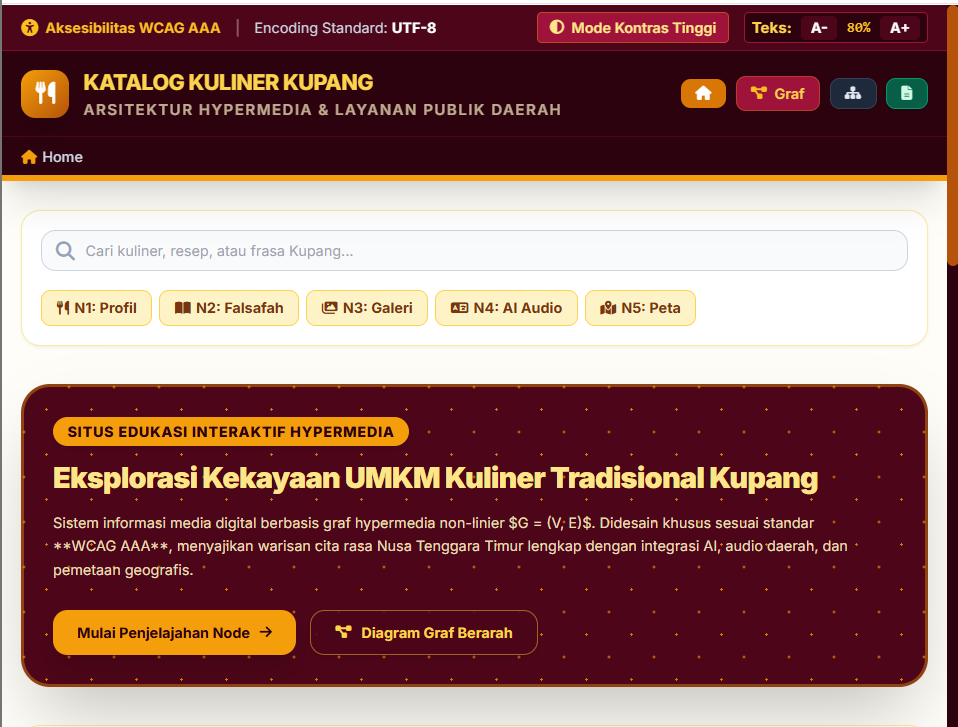 Aksesibilitas WCAG AAA | Encoding Standard: UTF-8
Mode Kontras Tinggi
Teks: A- 80% A+
KATALOG KULINER KUPANG
ARSITEKTUR HYPERMEDIA & LAYANAN PUBLIK DAERAH
Graf
Home
Cari kuliner, resep, atau frasa Kupang...
N1: Profil
N2: Falsafah
N3: Galeri
N4: AI Audio
N5: Peta
SITUS EDUKASI INTERAKTIF HYPERMEDIA
Eksplorasi Kekayaan UMKM Kuliner Tradisional Kupang
Sistem informasi media digital berbasis graf hypermedia non-linier $G = (V, E)$. Didesain khusus sesuai standar
**WCAG AAA**, menyajikan warisan cita rasa Nusa Tenggara Timur lengkap dengan integrasi AI, audio daerah, dan
pemetaan geografis.
Mulai Penjelajahan Node →
Diagram Graf Berarah